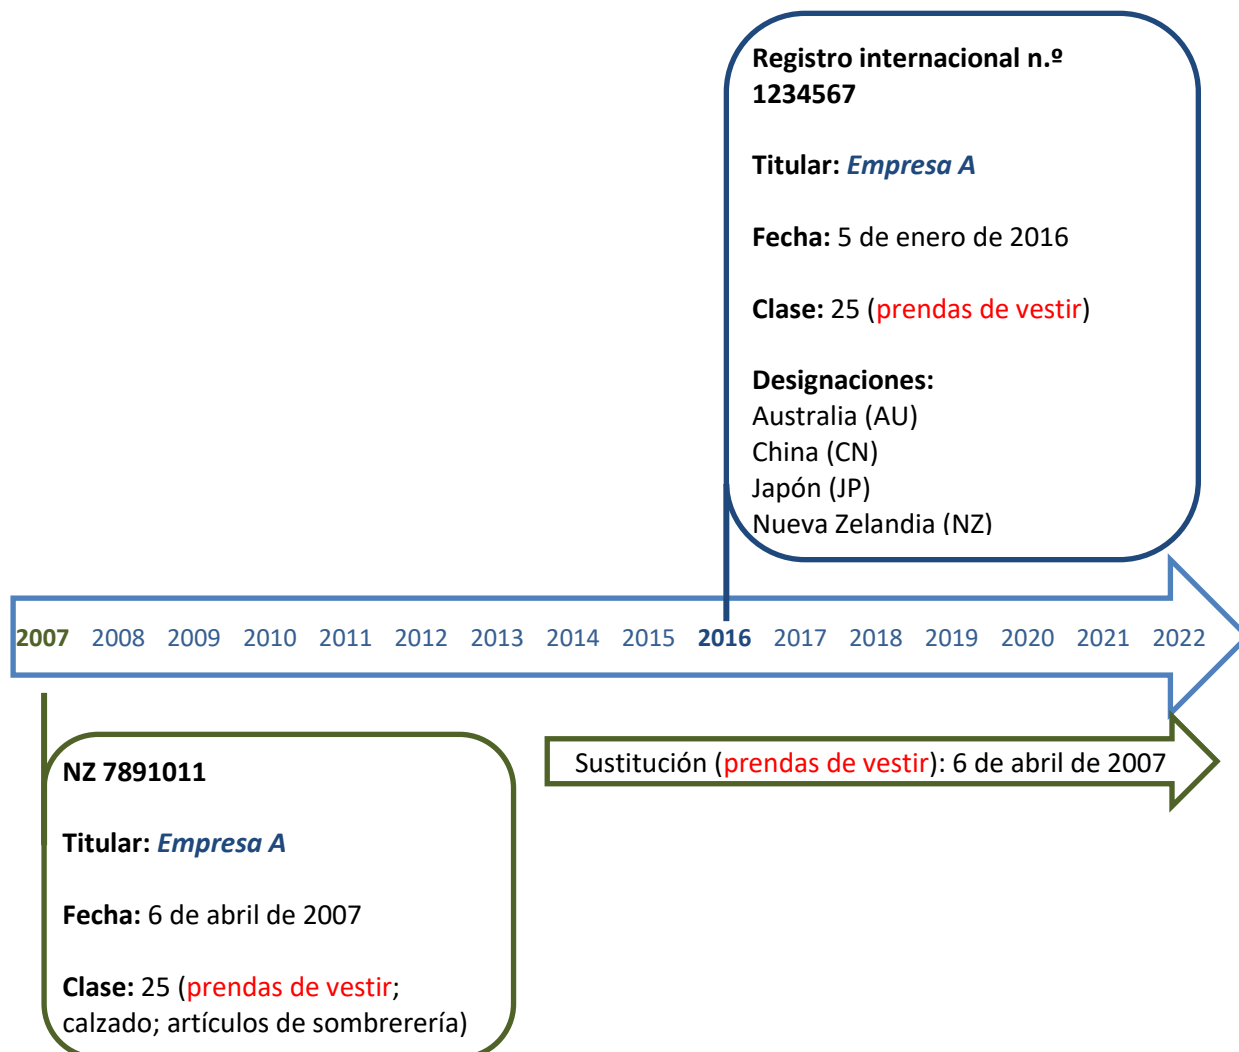 Registro internacional n.º
1234567
Titular: Empresa A
Fecha: 5 de enero de 2016
Clase: 25 (prendas de vestir)
Designaciones:
Australia (AU)
China (CN)
Japón (JP)
Nueva Zelandia (NZ)
2007 2008 2009 2010 2011 2012 2013 2014 2015 2016 2017 2018 2019 2020 2021 2022
Sustitución (prendas de vestir): 6 de abril de 2007
NZ 7891011
Titular: Empresa A
Fecha: 6 de abril de 2007
Clase: 25 (prendas de vestir;
calzado; artículos de sombrerería)